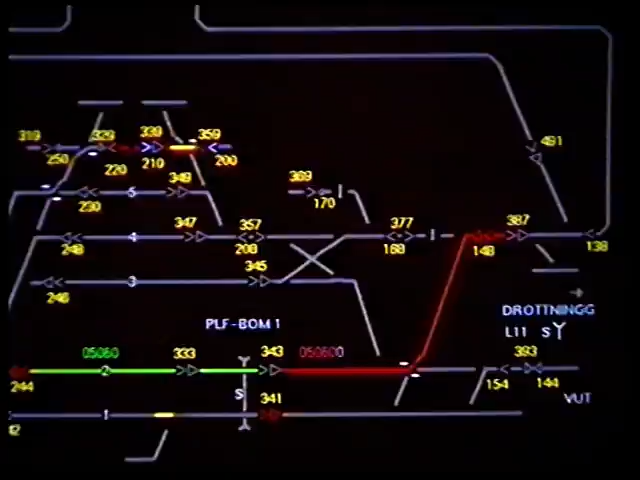 491
319 329 339 359
250 220 210 200
349 369
230 5 170
347 357 377 387
248 4 200 168 148 138
345
246 3
DROTTNINGG
PLF-BOM 1 L11 S
05060 333 343 050600 393
2
244 154 144
S 341 VUT
1